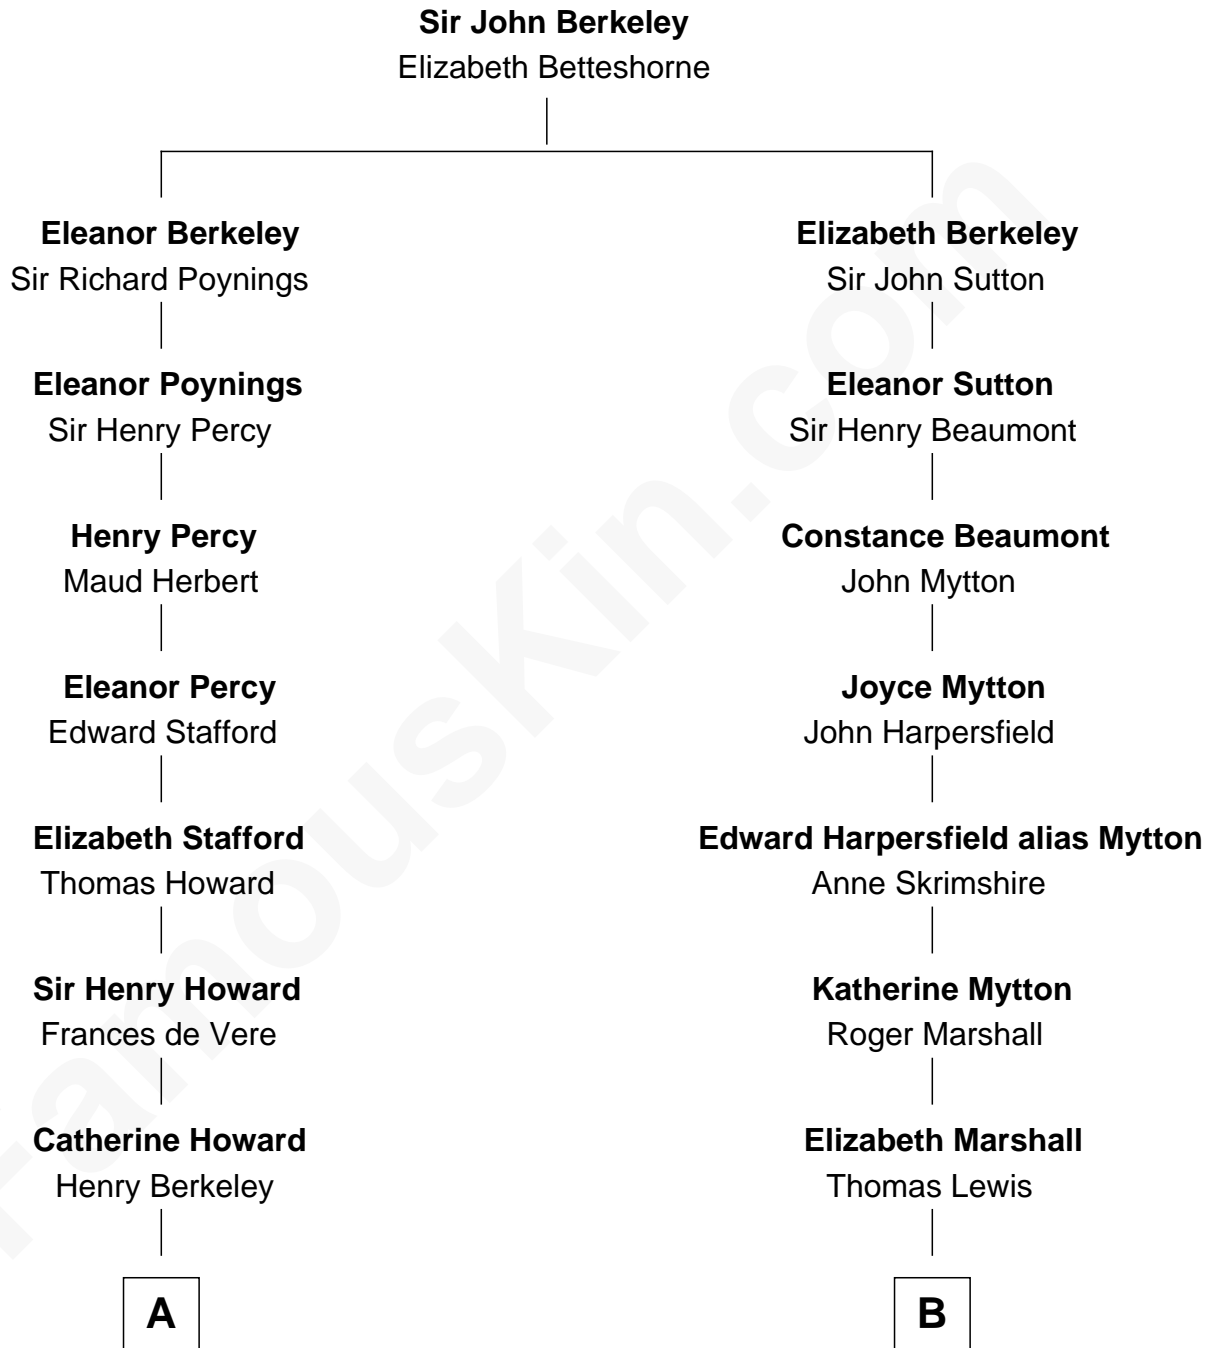 Sir John Berkeley
Elizabeth Betteshorne
Eleanor Berkeley
Sir Richard Poynings
Elizabeth Berkeley
Sir John Sutton
Eleanor Poynings
Sir Henry Percy
Eleanor Sutton
Sir Henry Beaumont
Henry Percy
Maud Herbert
Constance Beaumont
John Mytton
Eleanor Percy
Edward Stafford
Joyce Mytton
John Harpersfield
Elizabeth Stafford
Thomas Howard
Edward Harpersfield alias Mytton
Anne Skrimshire
Sir Henry Howard
Frances de Vere
Katherine Mytton
Roger Marshall
Catherine Howard
Henry Berkeley
Elizabeth Marshall
Thomas Lewis
A
B
FamousKin.com